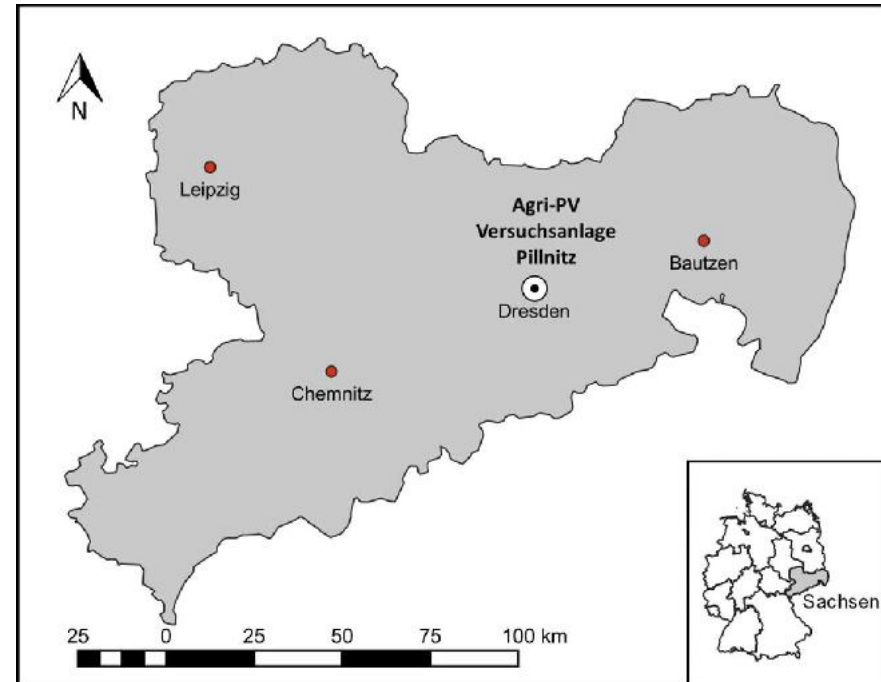 N
Leipzig
Agri-PV
Versuchsanlage
Pillnitz
Bautzen
Dresden
Chemnitz
Sachsen
25 0 25 50 75 100 km